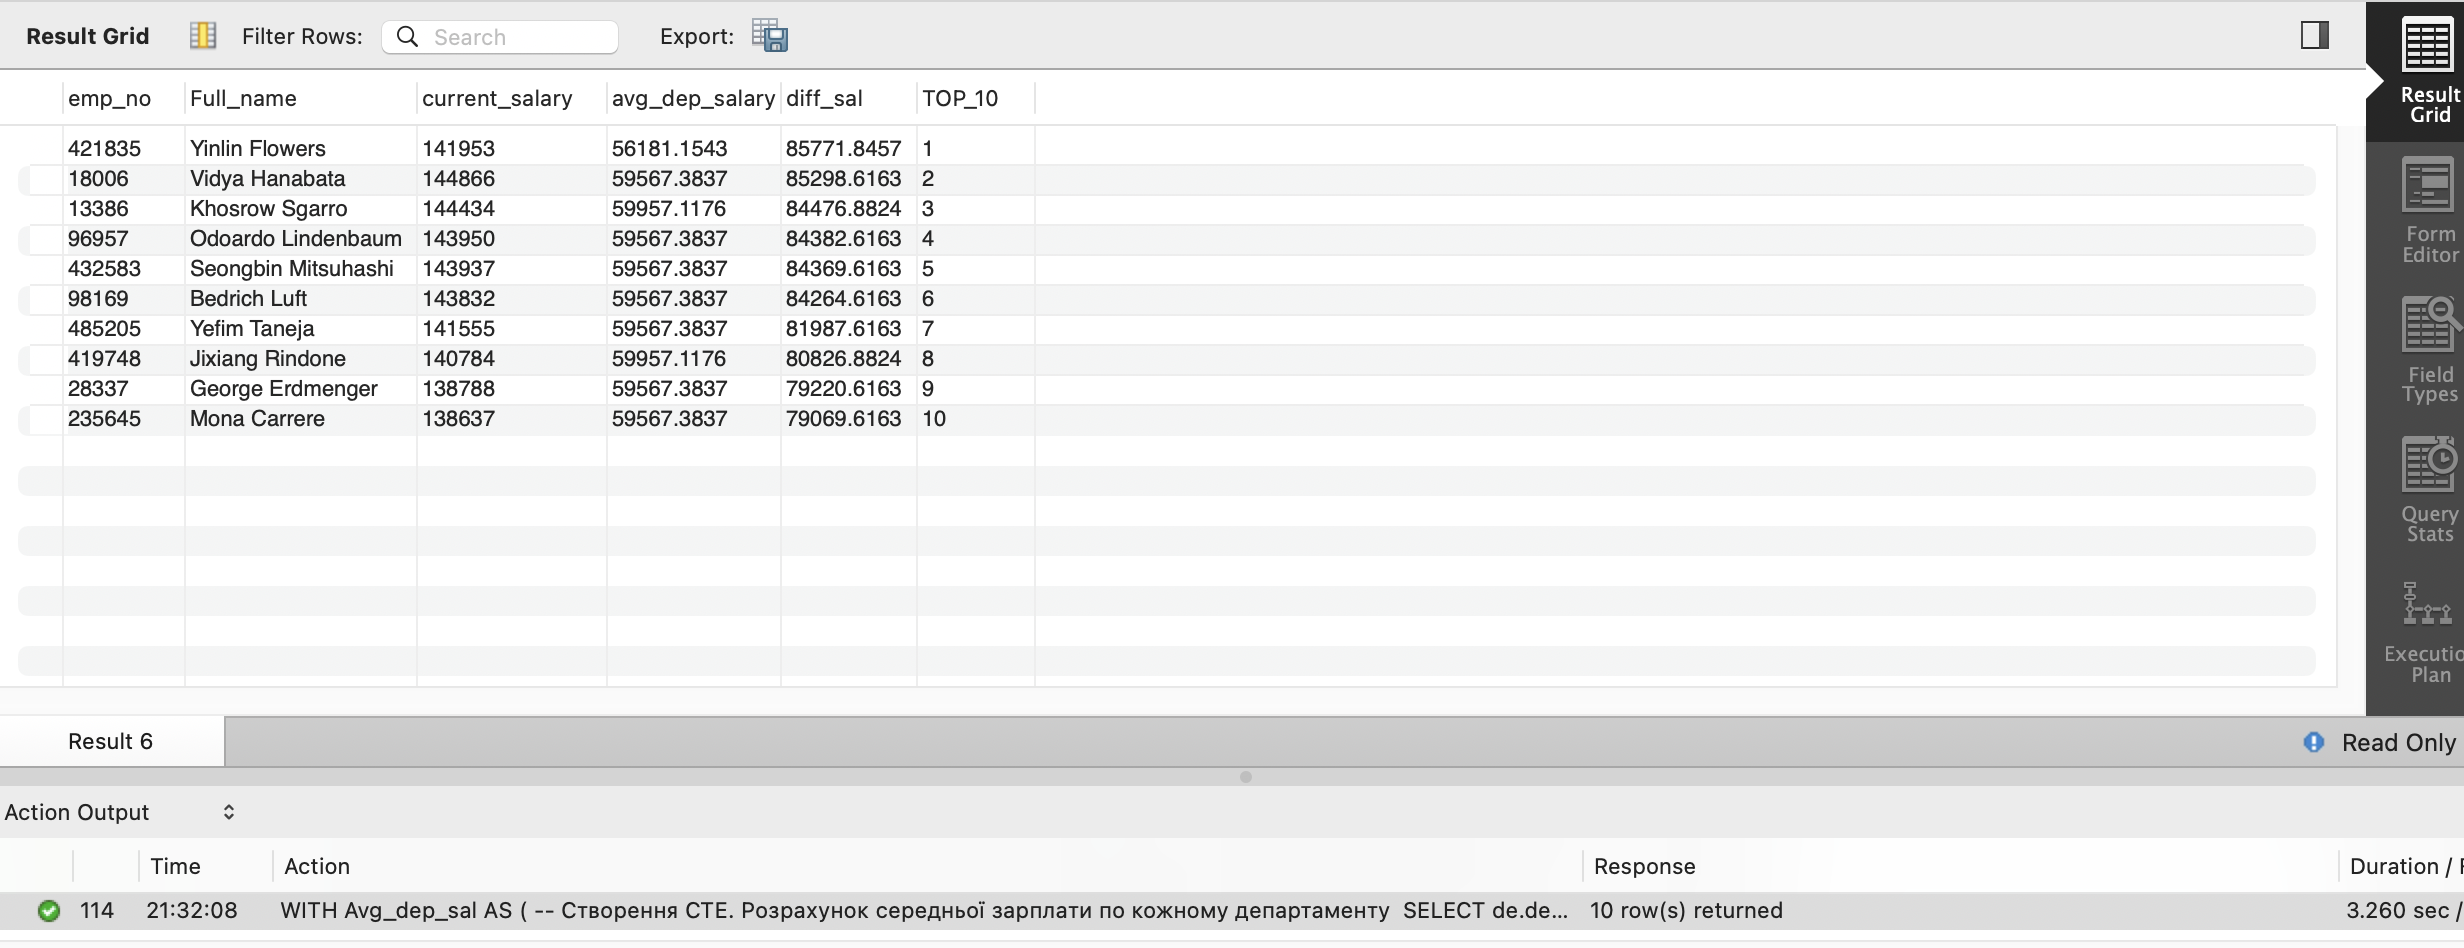 Result Grid Filter Rows: Search Export:
emp_no Full_name current_salary avg_dep_salary diff_sal TOP_10
421835 Yinlin Flowers 141953 56181.1543 85771.8457 1
18006 Vidya Hanabata 144866 59567.3837 85298.6163 2
13386 Khosrow Sgarro 144434 59957.1176 84476.8824 3
96957 Odoardo Lindenbaum 143950 59567.3837 84382.6163 4
432583 Seongbin Mitsuhashi 143937 59567.3837 84369.6163 5
98169 Bedrich Luft 143832 59567.3837 84264.6163 6
485205 Yefim Taneja 141555 59567.3837 81987.6163 7
419748 Jixiang Rindone 140784 59957.1176 80826.8824 8
28337 George Erdmenger 138788 59567.3837 79220.6163 9
235645 Mona Carrere 138637 59567.3837 79069.6163 10
Result
Grid
Form
Editor
Field
Types
Query
Stats
Executio
Plan
Result 6 Read Only
Action Output
Time Action Response Duration /
114 21:32:08 WITH Avg_dep_sal AS ( -- Створення СТЕ. Розрахунок середньої зарплати по кожному департаменту SELECT de.de... 10 row(s) returned 3.260 sec /